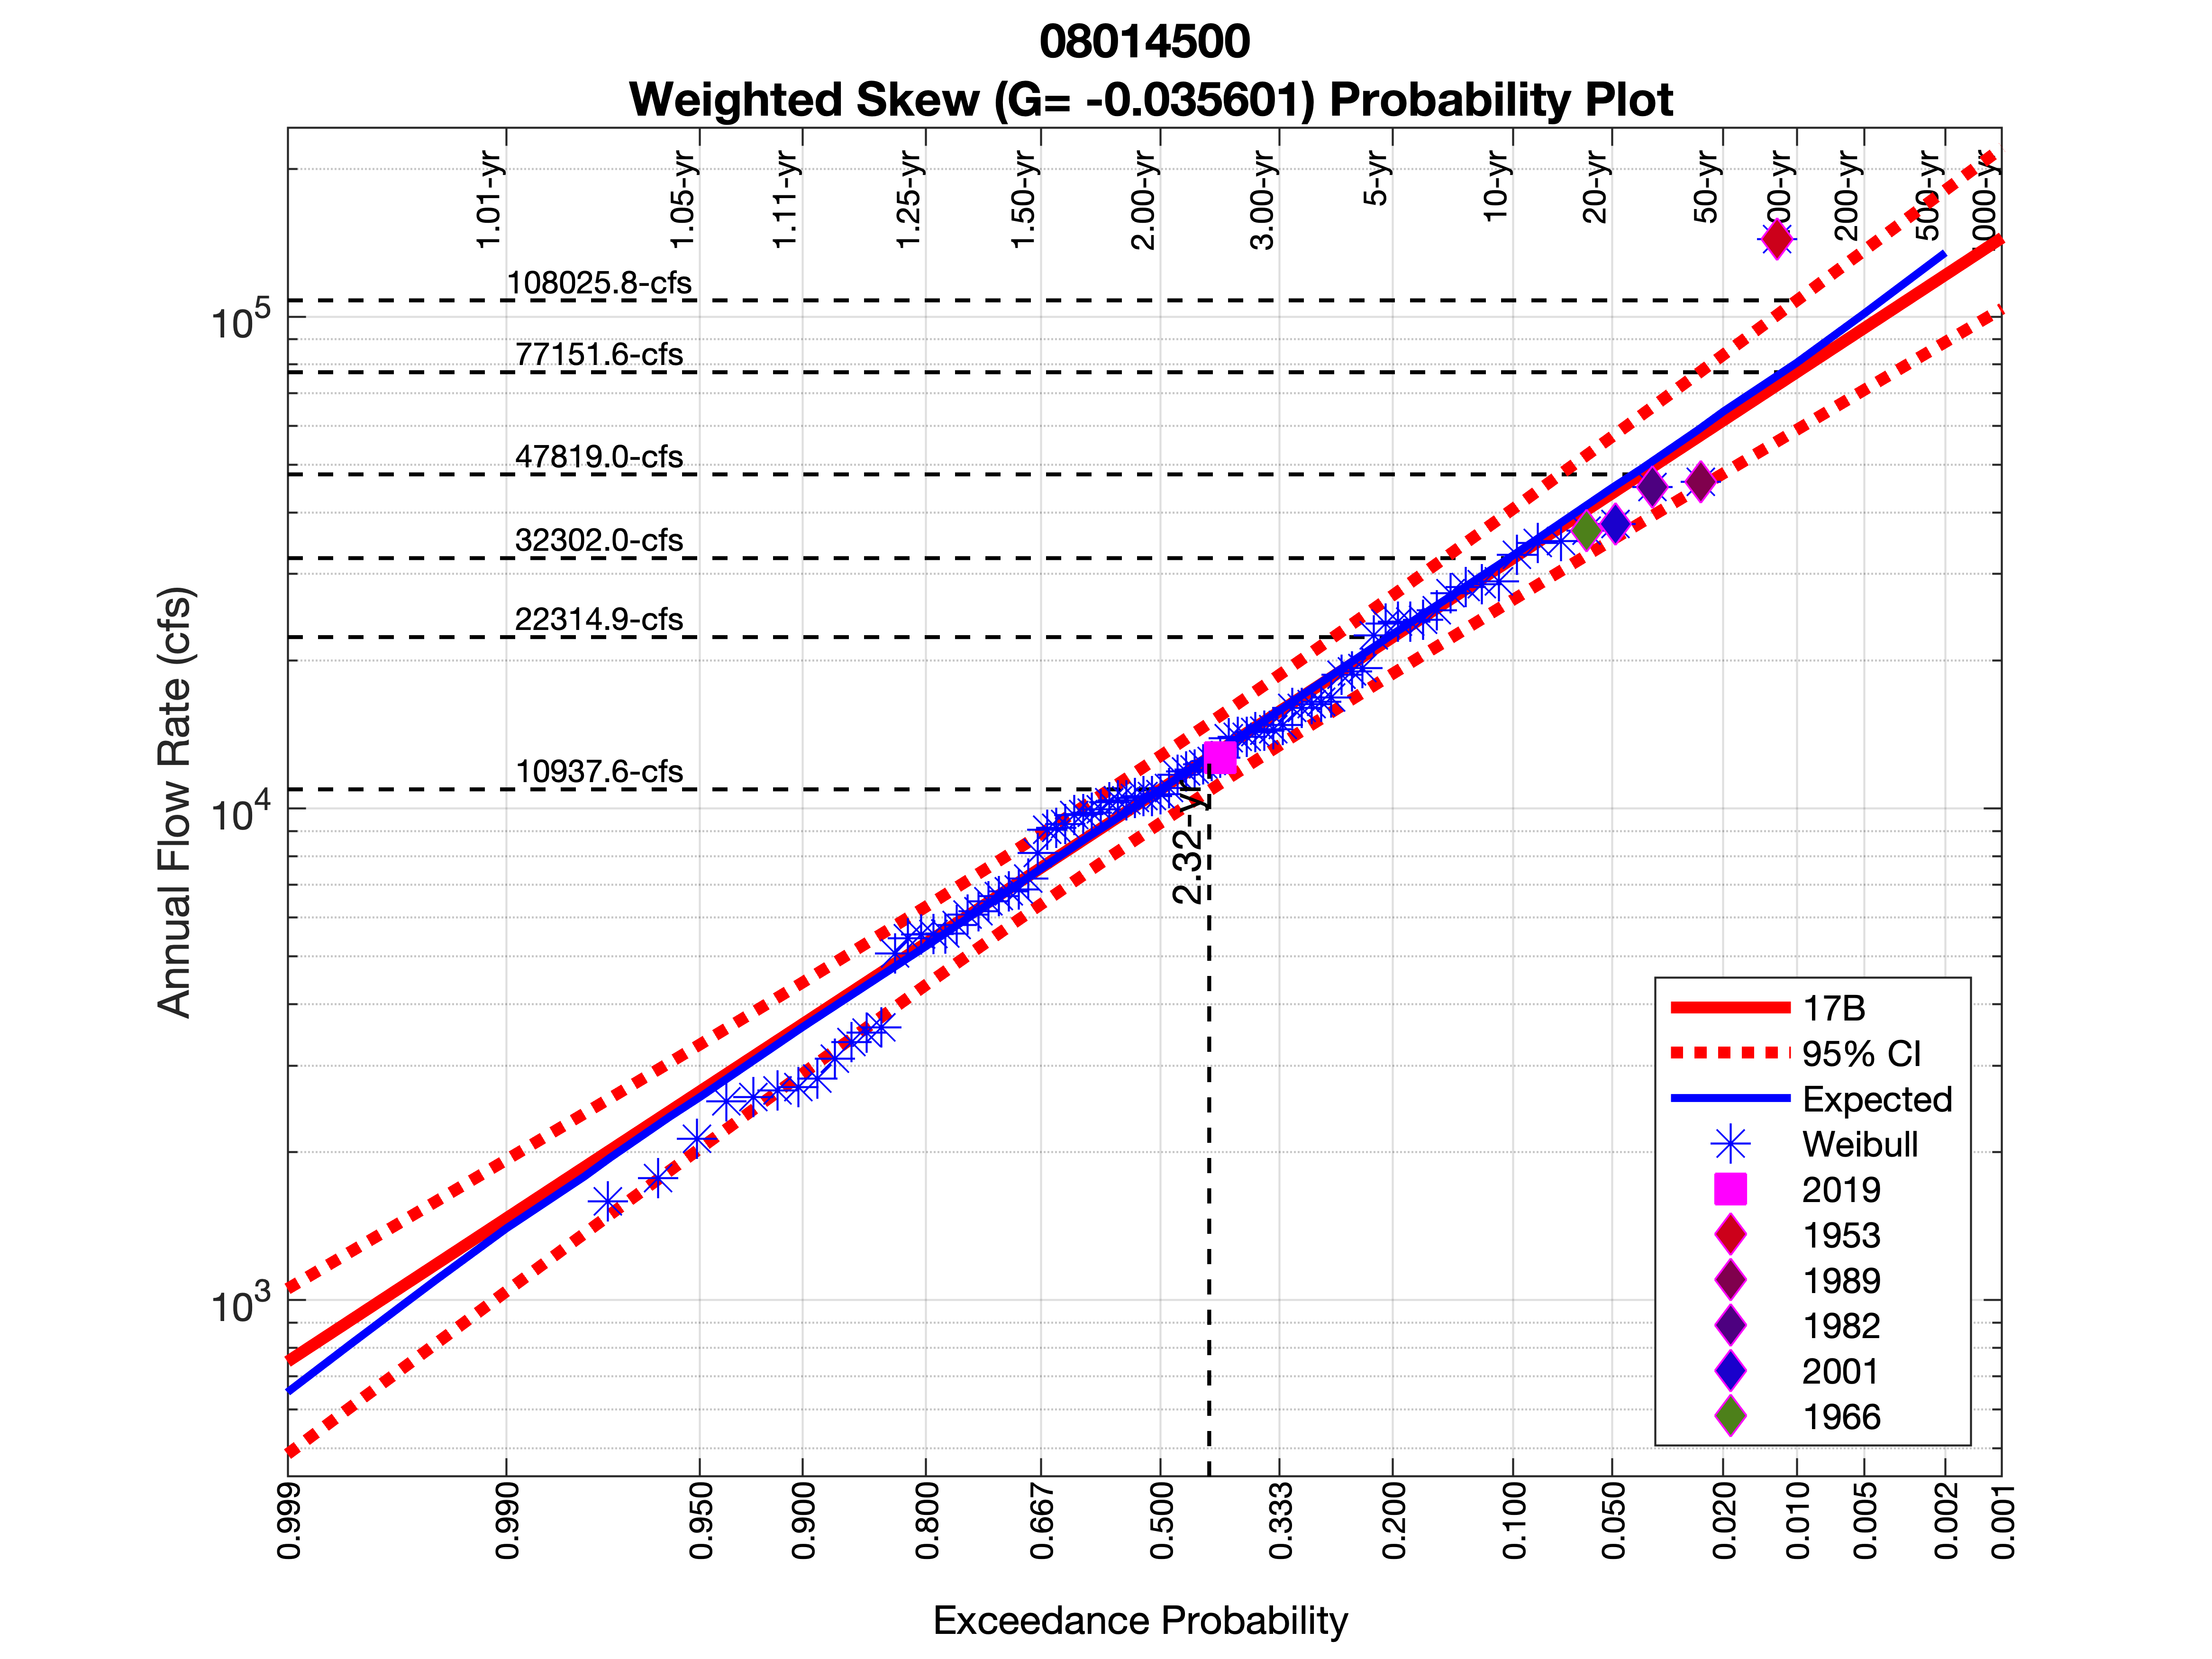 08014500
Weighted Skew (G= -0.035601) Probability Plot
1.01-yr
1.05-yr
1.11-yr
1.25-yr
1.50-yr
2.00-yr
3.00-yr
5-yr
10-yr
20-yr
50-yr
200-yr
500-yr
108025.8-cfs
77151.6-cfs
47819.0-cfs
32302.0-cfs
22314.9-cfs
10937.6-cfs
10^5
10^4
10^3
Annual Flow Rate (cfs)
2.32-yr
17B
95% CI
Expected
Weibull
2019
1953
1989
1982
2001
1966
0.999
0.990
0.950
0.900
0.800
0.667
0.500
0.333
0.200
0.100
0.050
0.020
0.010
0.005
0.002
0.001
Exceedance Probability